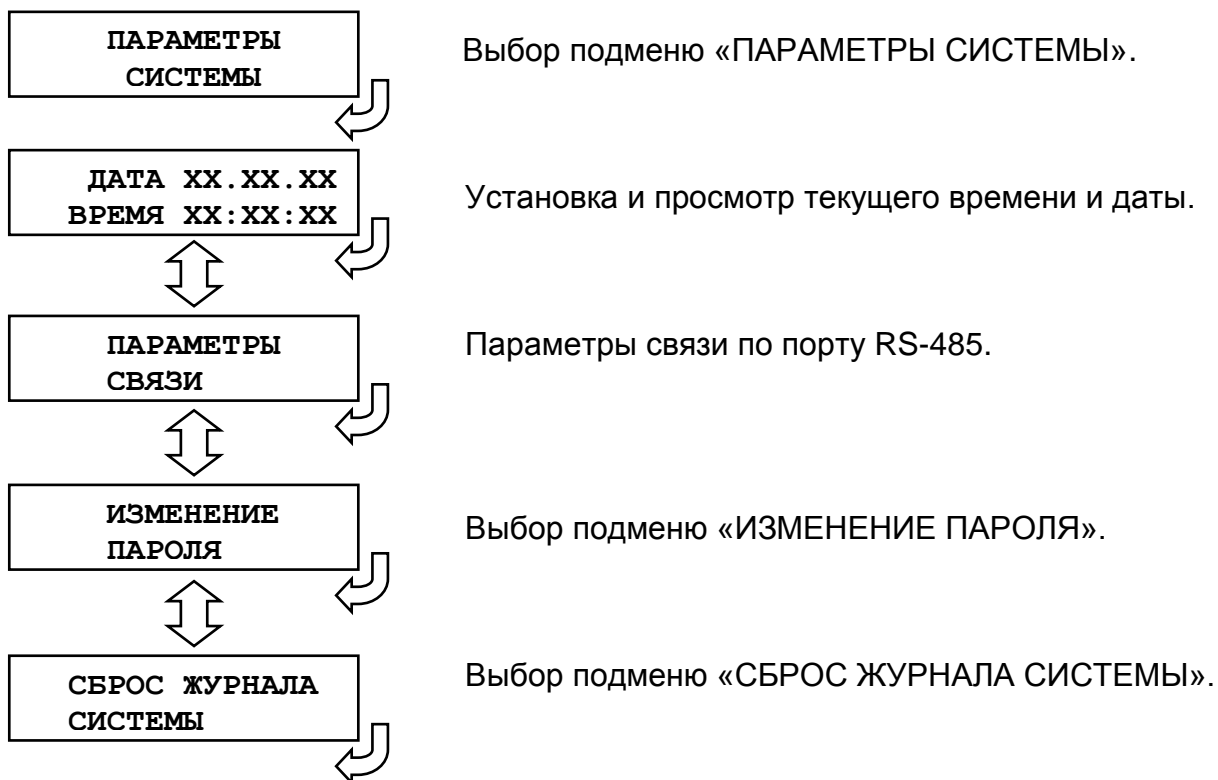 ПАРАМЕТРЫ
СИСТЕМЫ
Выбор подменю «ПАРАМЕТРЫ СИСТЕМЫ».
ДАТА XX.XX.XX
ВРЕМЯ XX:XX:XX
Установка и просмотр текущего времени и даты.
ПАРАМЕТРЫ
СВЯЗИ
Параметры связи по порту RS-485.
ИЗМЕНЕНИЕ
ПАРОЛЯ
Выбор подменю «ИЗМЕНЕНИЕ ПАРОЛЯ».
СБРОС ЖУРНАЛА
СИСТЕМЫ
Выбор подменю «СБРОС ЖУРНАЛА СИСТЕМЫ».